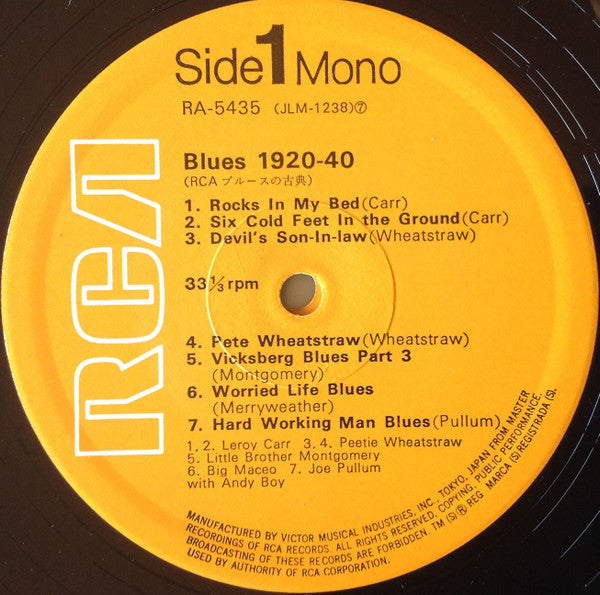 Side 1 Mono
RA-5435 (JLM-1238)⑦
RCA
Blues 1920-40
(RCA ブルースの古典)
1. Rocks In My Bed(Carr)
2. Six Cold Feet In the Ground(Carr)
3. Devil's Son-In-law(Wheatstraw)
33⅓ rpm
4. Pete Wheatstraw(Wheatstraw)
5. Vicksberg Blues Part 3
(Montgomery)
6. Worried Life Blues
(Merryweather)
7. Hard Working Man Blues(Pullum)
1, 2. Leroy Carr 3, 4. Peetie Wheatstraw
5. Little Brother Montgomery
6. Big Maceo 7. Joe Pullum
with Andy Boy
MANUFACTURED BY VICTOR MUSICAL INDUSTRIES, INC., TOKYO, JAPAN FROM MASTER
RECORDINGS OF RCA RECORDS. ALL RIGHTS RESERVED, COPYING, PUBLIC PERFORMANCE,
BROADCASTING OF THESE RECORDS ARE FORBIDDEN. TM (S) ® REG MARCA (S) REGISTRADA (S),
USED BY AUTHORITY OF RCA CORPORATION.